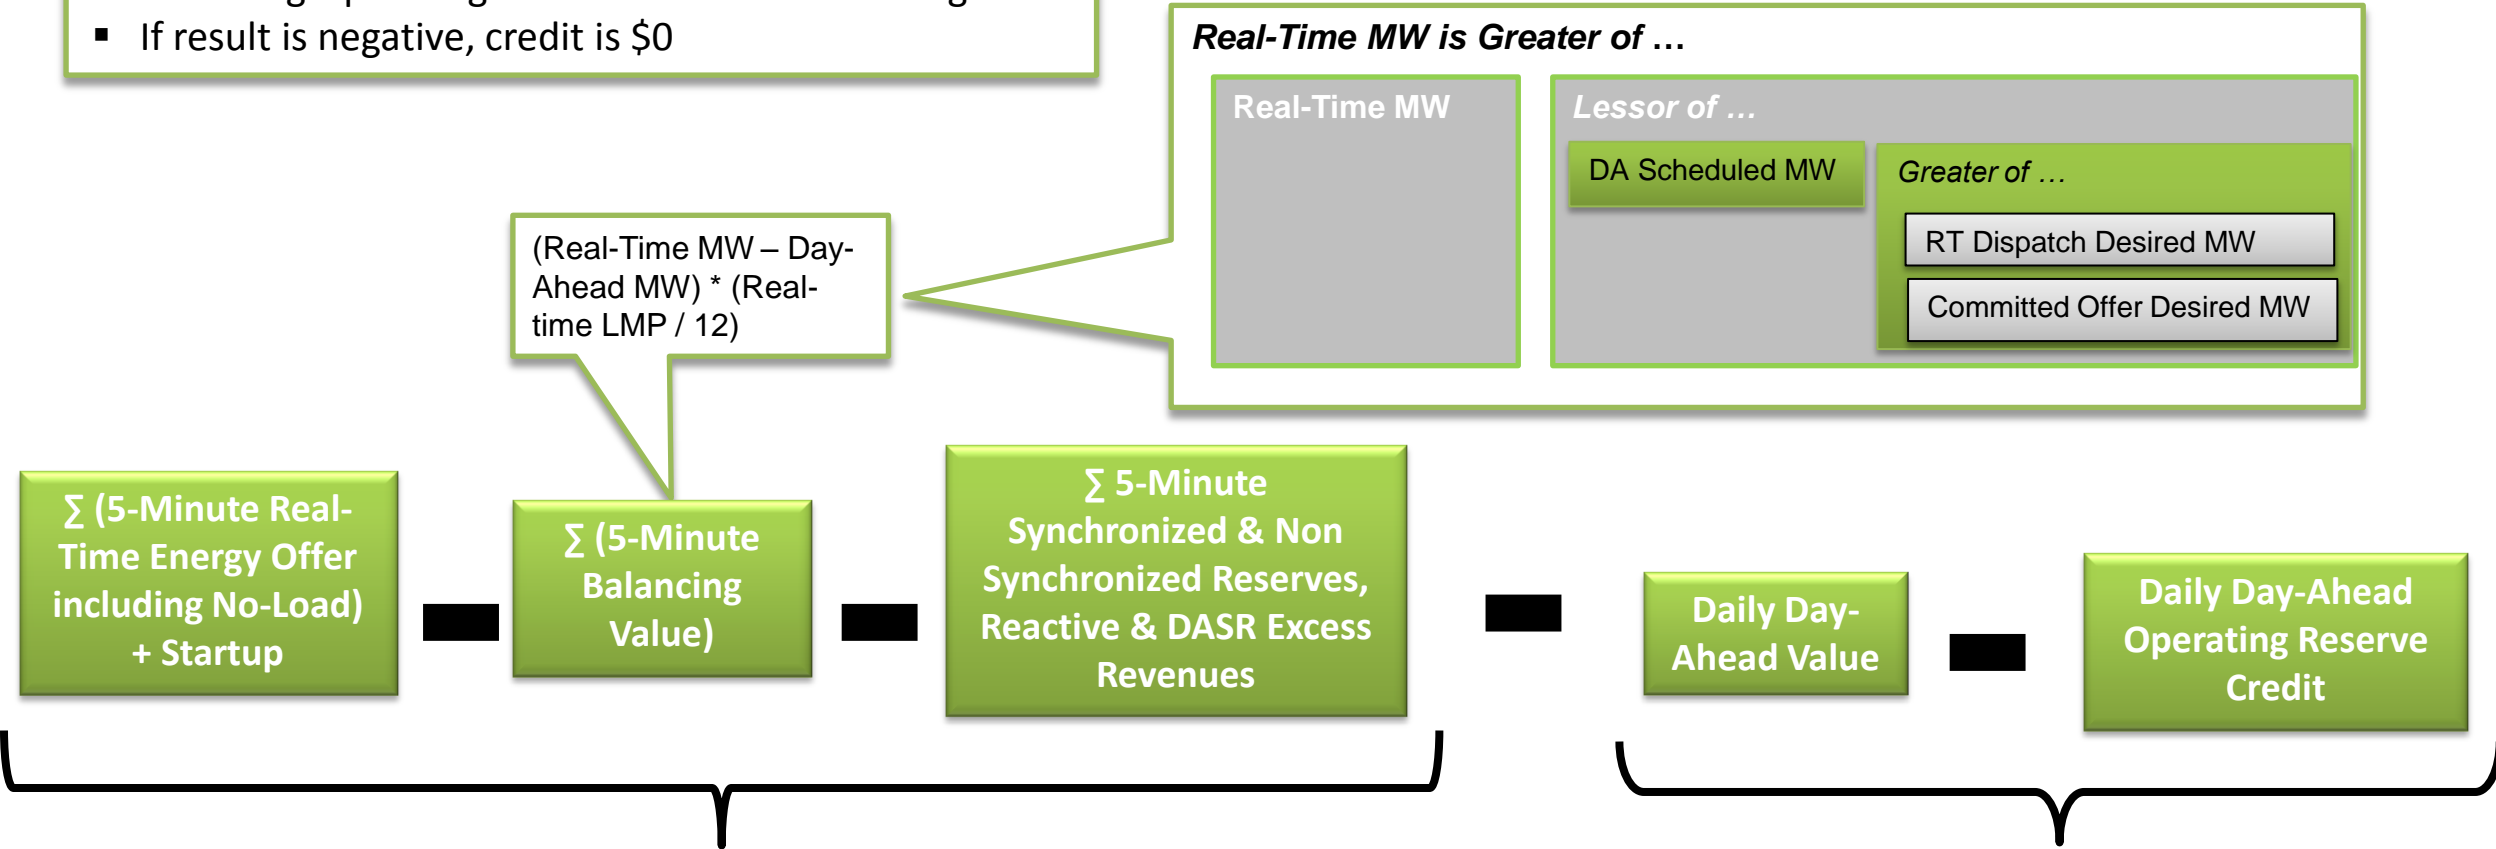 ▪ If result is negative, credit is $0
Real-Time MW is Greater of …
Real-Time MW
Lessor of …
DA Scheduled MW
Greater of …
RT Dispatch Desired MW
Committed Offer Desired MW
(Real-Time MW – Day-
Ahead MW) * (Real-
time LMP / 12)
∑ (5-Minute Real-
Time Energy Offer
including No-Load)
+ Startup
∑ (5-Minute
Balancing
Value)
∑ 5-Minute
Synchronized & Non
Synchronized Reserves,
Reactive & DASR Excess
Revenues
Daily Day-
Ahead Value
Daily Day-Ahead
Operating Reserve
Credit